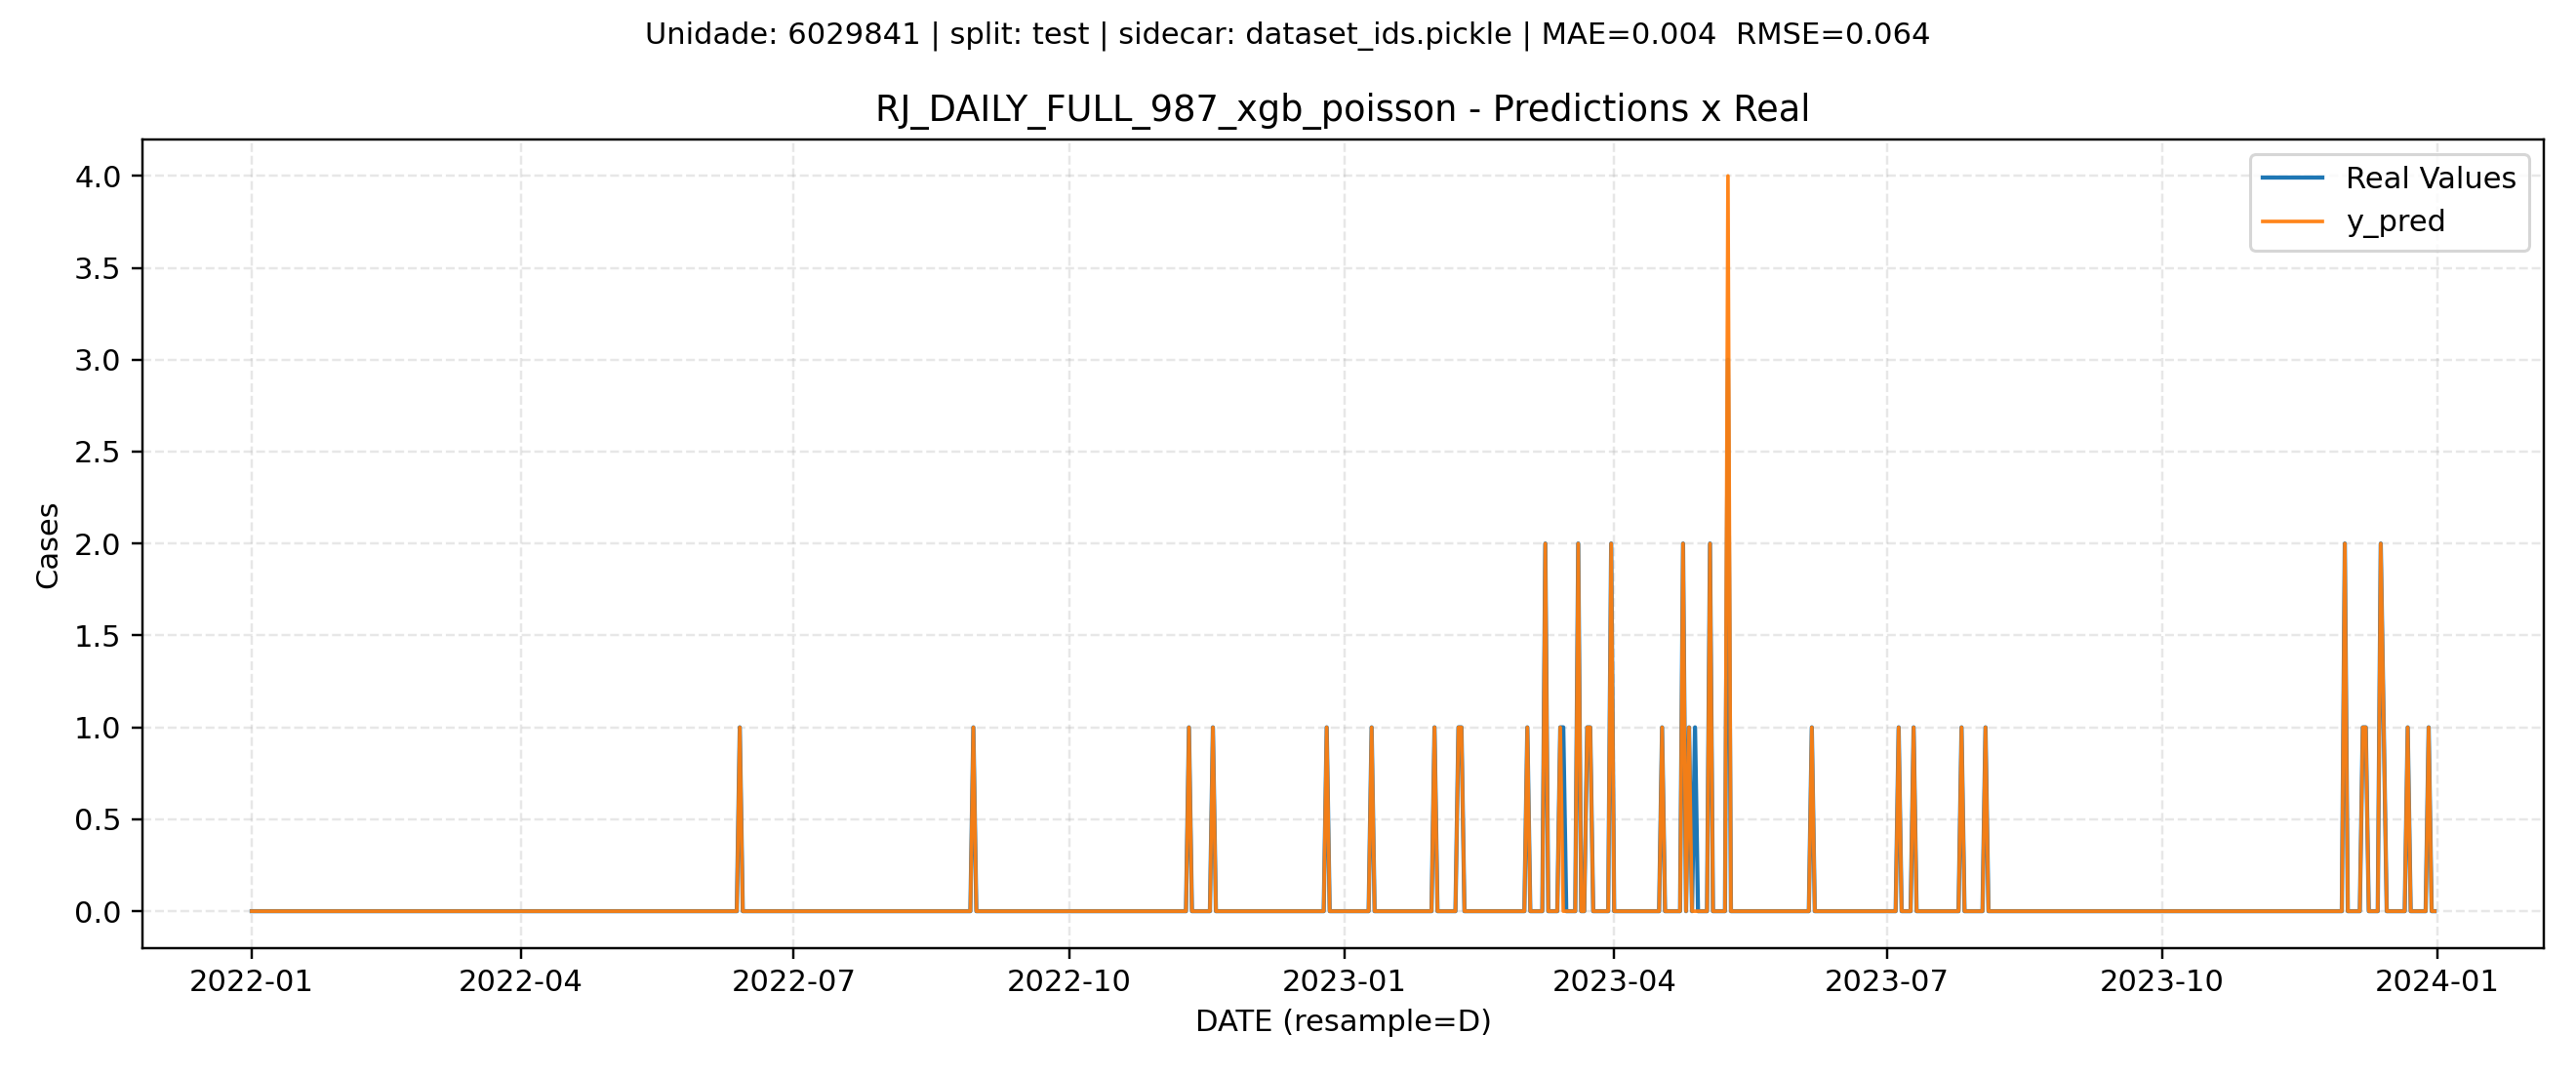 Unidade: 6029841 | split: test | sidecar: dataset_ids.pickle | MAE=0.004  RMSE=0.064
RJ_DAILY_FULL_987_xgb_poisson - Predictions x Real
Real Values
y_pred
4.0
3.5
3.0
2.5
2.0
1.5
1.0
0.5
0.0
Cases
2022-01 2022-04 2022-07 2022-10 2023-01 2023-04 2023-07 2023-10 2024-01
DATE (resample=D)